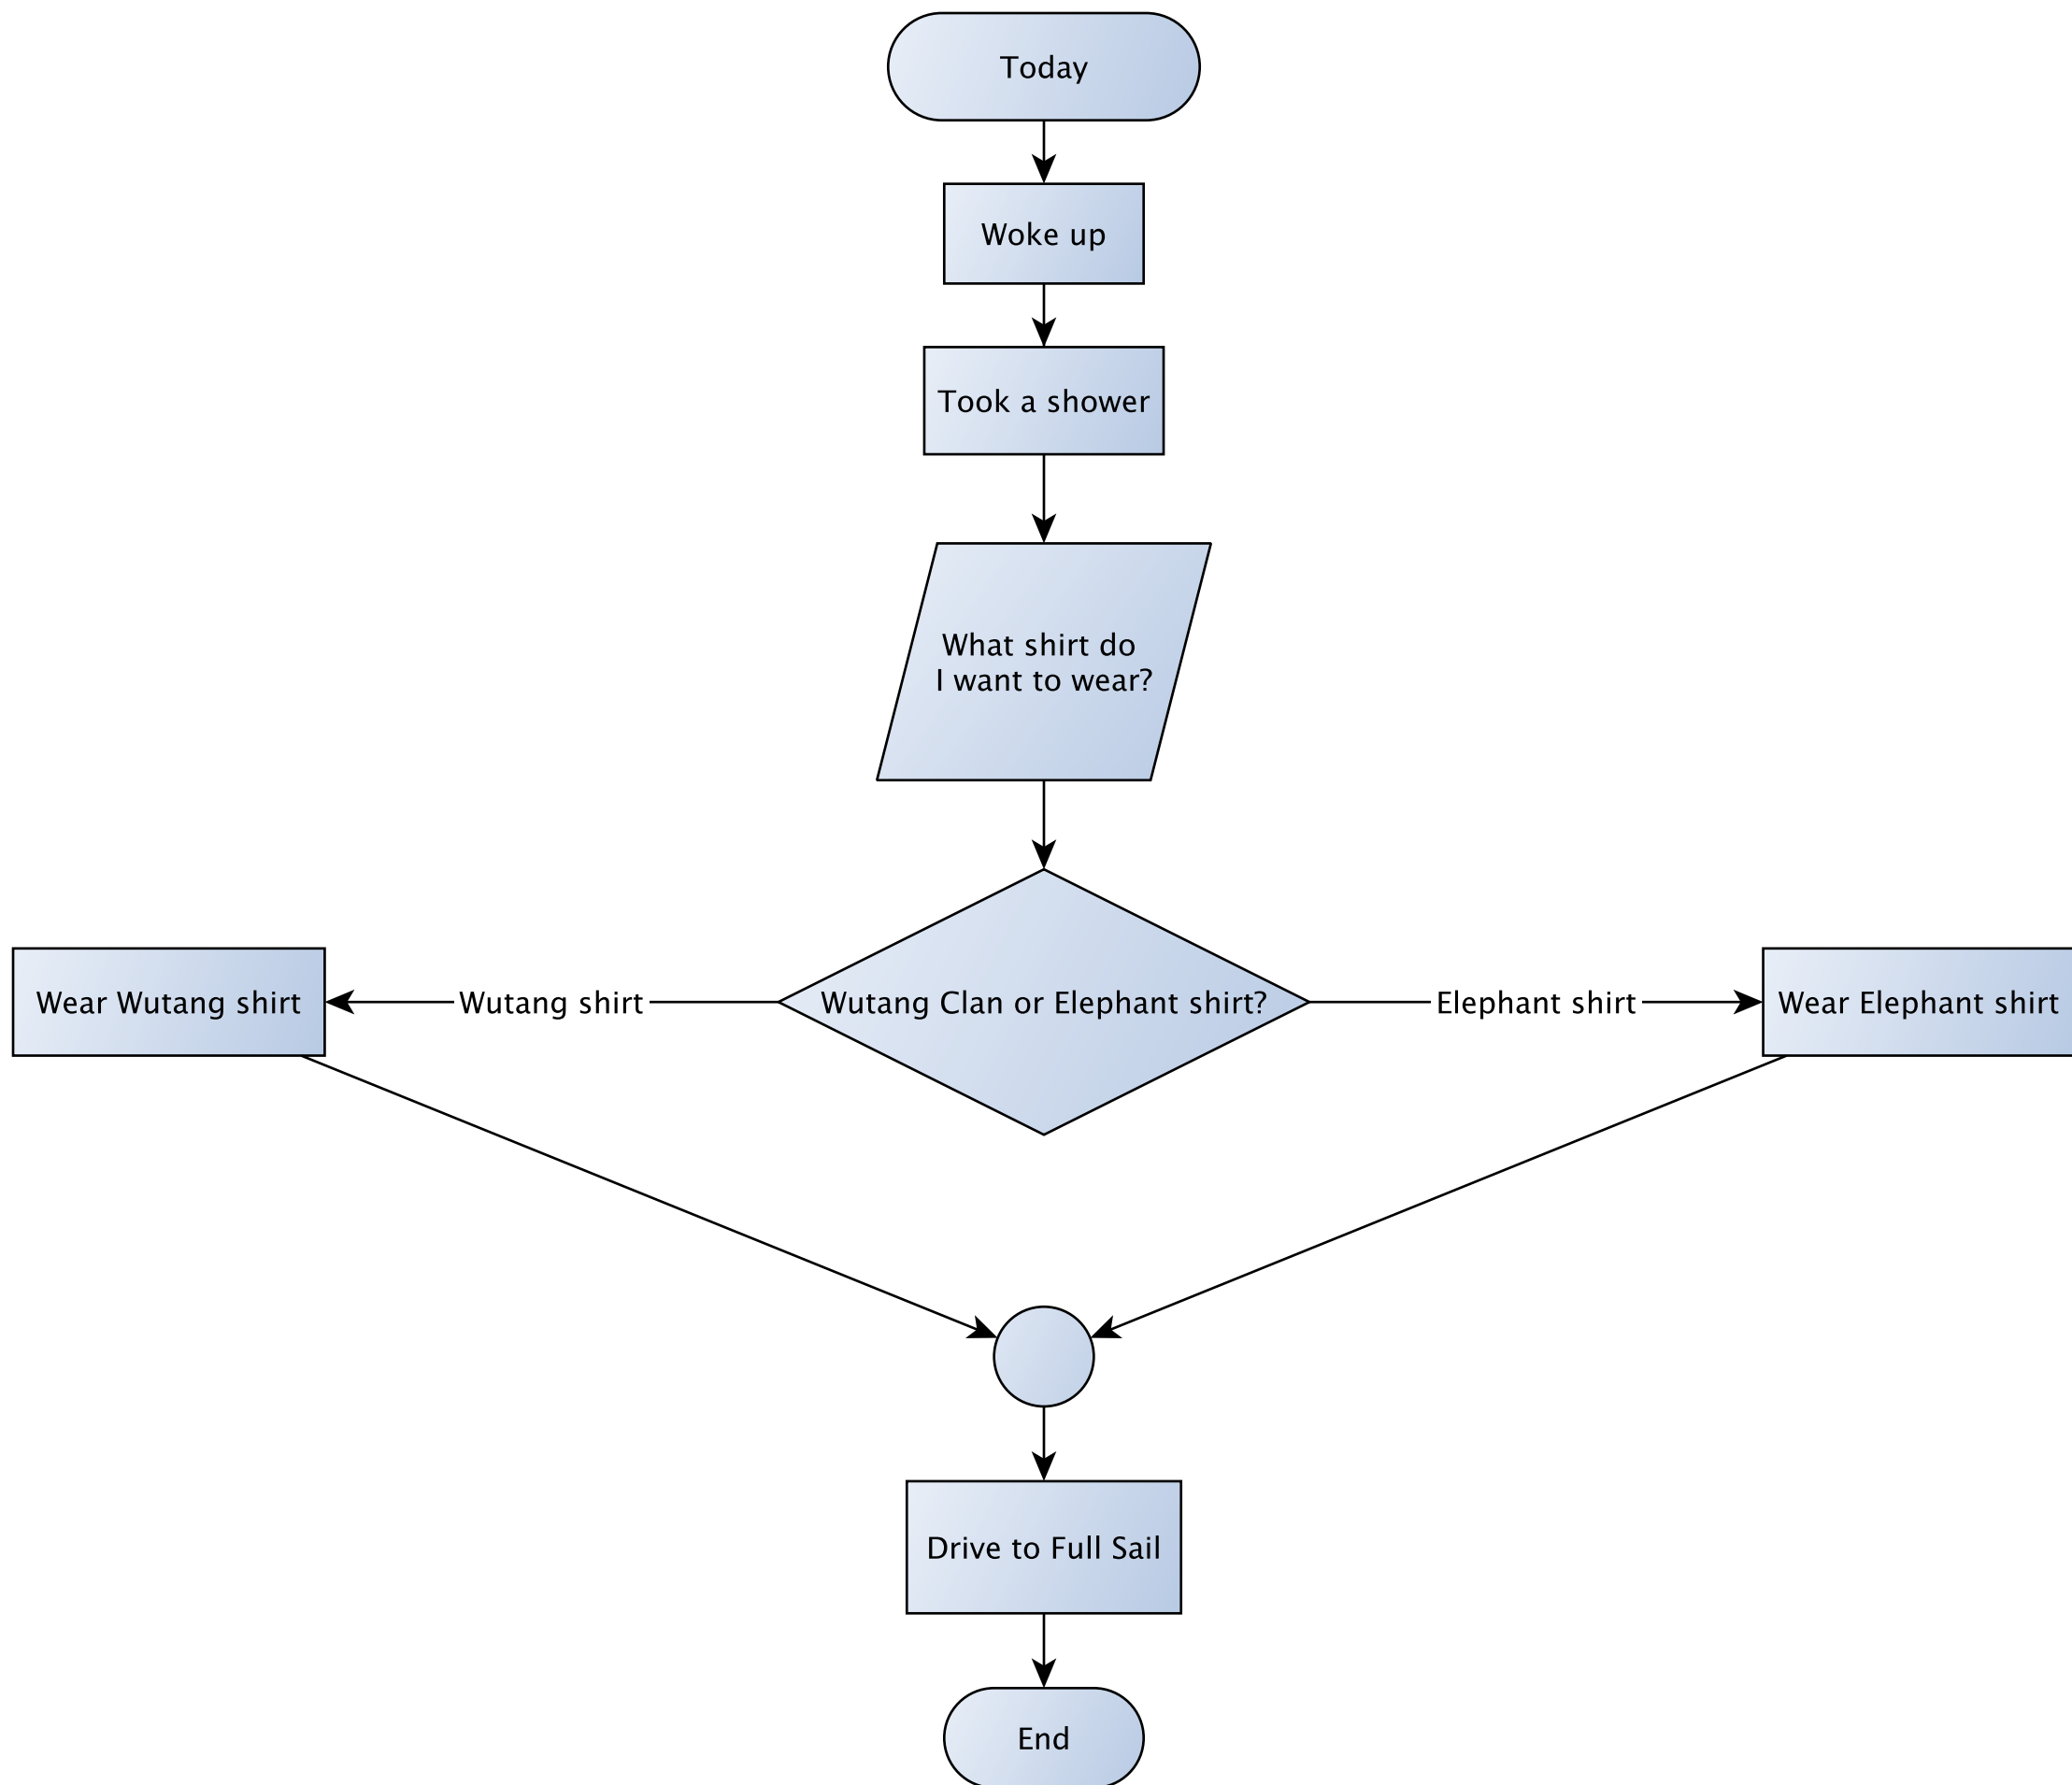 Today
Woke up
Took a shower
What shirt do
I want to wear?
Wutang Clan or Elephant shirt?
Wutang shirt
Wear Wutang shirt
Elephant shirt
Wear Elephant shirt
Drive to Full Sail
End